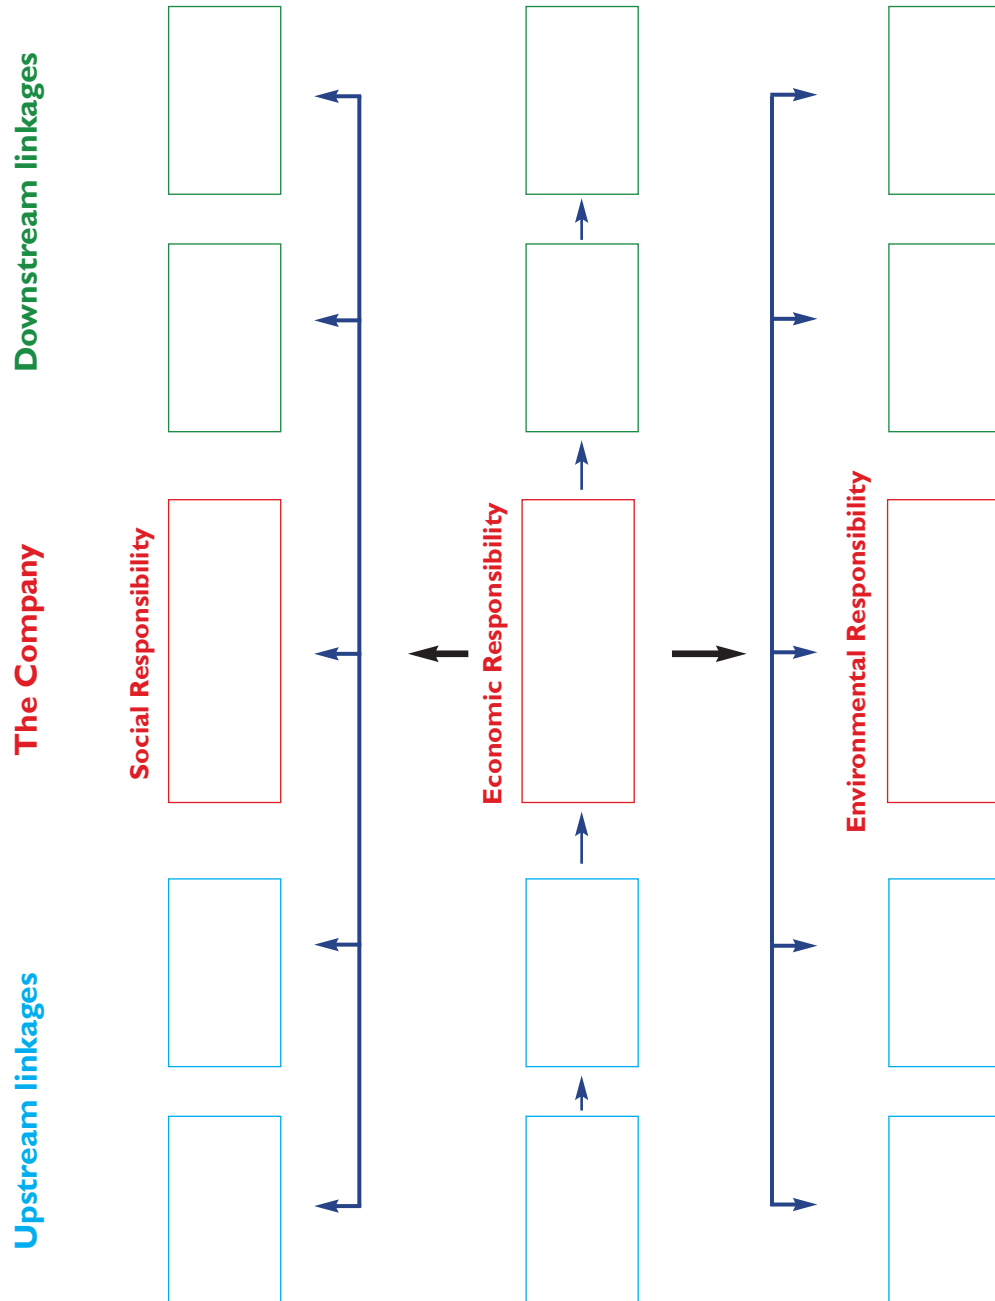 Upstream linkages
The Company
Downstream linkages
Social Responsibility
Economic Responsibility
Environmental Responsibility